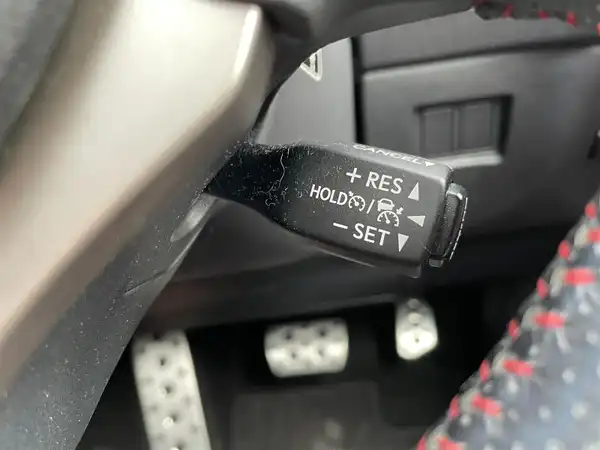 CANCEL▼
+ RES ▲
HOLD / ◀
− SET ▼